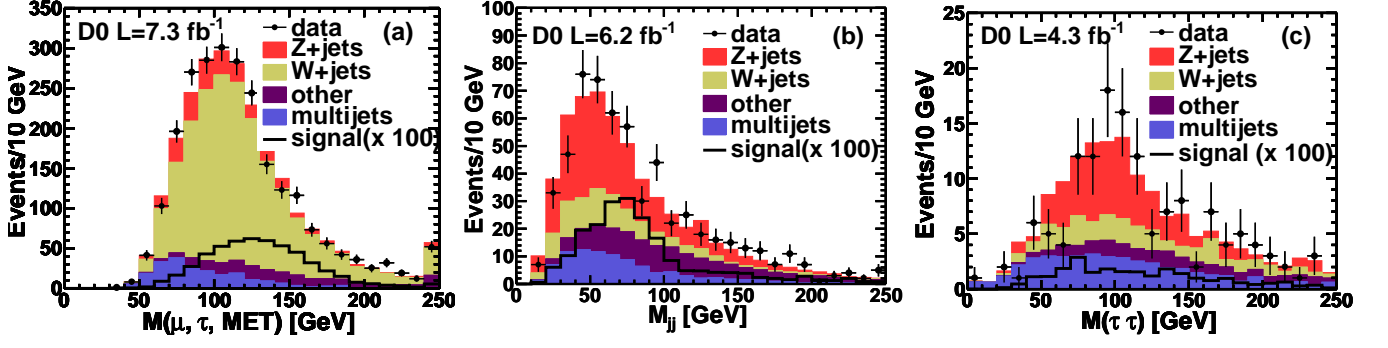 Events/10 GeV
350
300
250
200
150
100
50
0
0 50 100 150 200 250
M(μ, τ, MET) [GeV]
D0 L=7.3 fb⁻¹
(a)
data
Z+jets
W+jets
other
multijets
signal(x 100)
Events/10 GeV
100
90
80
70
60
50
40
30
20
10
0
0 50 100 150 200 250
M_jj [GeV]
D0 L=6.2 fb⁻¹
(b)
data
Z+jets
W+jets
other
multijets
signal(x 100)
Events/10 GeV
25
20
15
10
5
0
0 50 100 150 200 250
M(τ τ) [GeV]
D0 L=4.3 fb⁻¹
(c)
data
Z+jets
W+jets
other
multijets
signal (x 100)